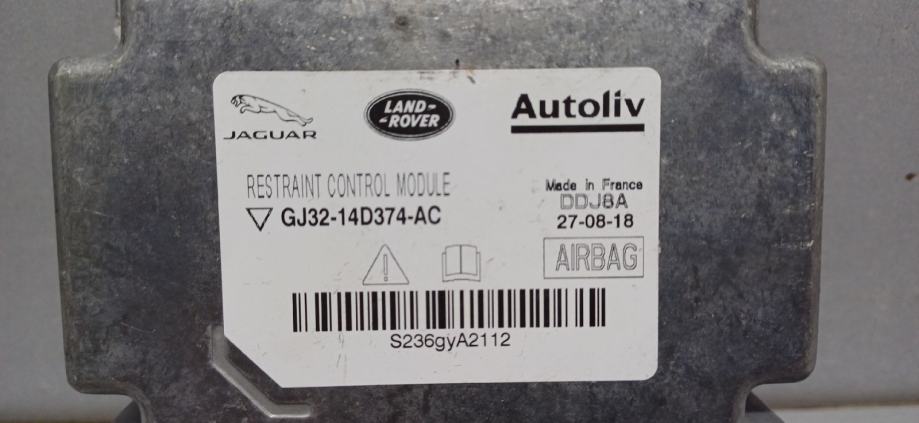 JAGUAR
LAND-
-ROVER
Autoliv
RESTRAINT CONTROL MODULE
GJ32-14D374-AC
Made in France
DDJ8A
27-08-18
AIRBAG
S236gyA2112